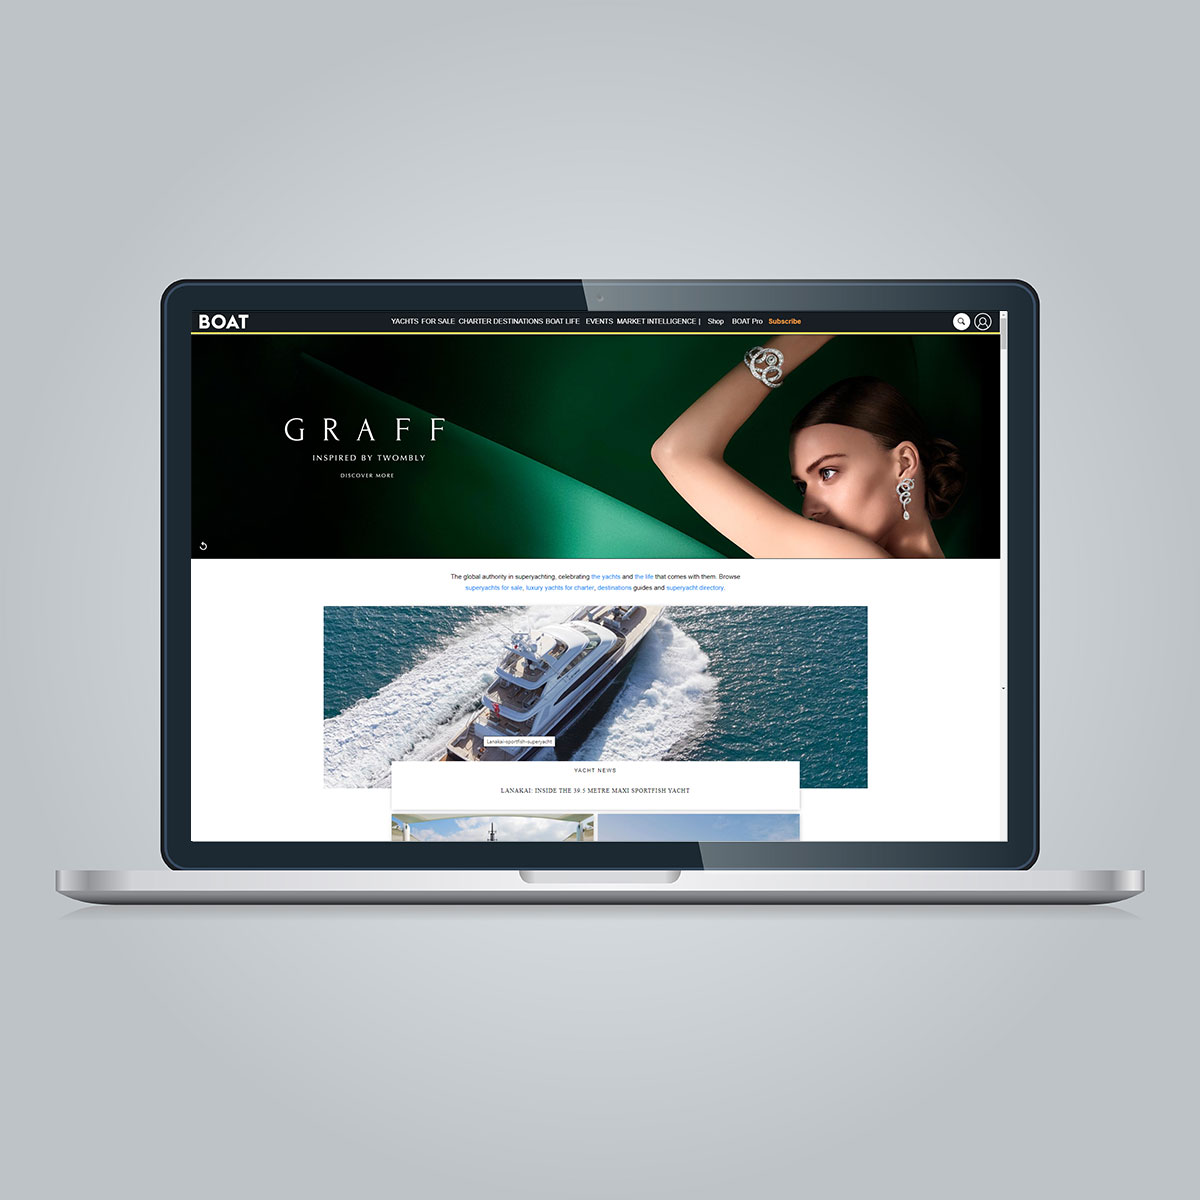 BOAT
YACHTS FOR SALE CHARTER DESTINATIONS BOAT LIFE EVENTS MARKET INTELLIGENCE | Shop BOAT Pro Subscribe
GRAFF
INSPIRED BY TWOMBLY
DISCOVER MORE
The global authority in superyachting, celebrating the yachts and the life that comes with them. Browse
superyachts for sale, luxury yachts for charter, destinations guides and superyacht directory.
Lanakai-sportfish-superyacht
YACHT NEWS
LANAKAI: INSIDE THE 39.5 METRE MAXI SPORTFISH YACHT